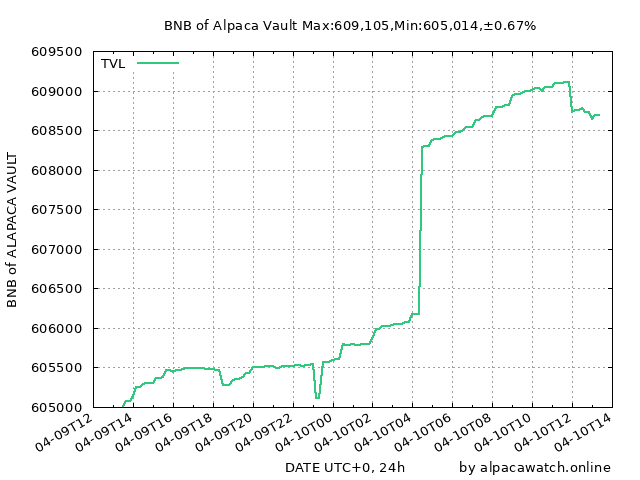 BNB of Alpaca Vault Max:609,105,Min:605,014,±0.67%
TVL
609500
609000
608500
608000
607500
607000
606500
606000
605500
605000
BNB of ALAPACA VAULT
04-09T12
04-09T14
04-09T16
04-09T18
04-09T20
04-09T22
04-10T00
04-10T02
04-10T04
04-10T06
04-10T08
04-10T10
04-10T12
04-10T14
DATE UTC+0, 24h
by alpacawatch.online